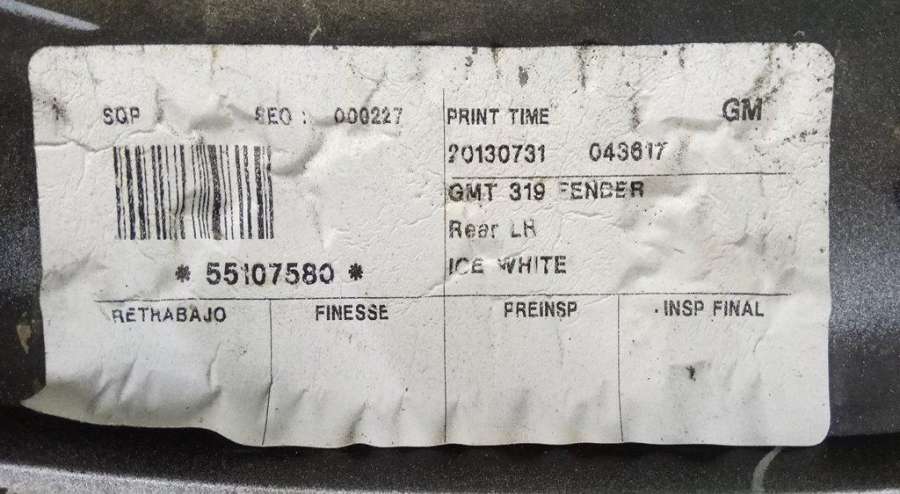 SQP SEQ : 000227
* 55107580 *
PRINT TIME GM
20130731 043617
GMT 319 FENDER
Rear LH
ICE WHITE
RETRABAJO FINESSE PREINSP INSP FINAL